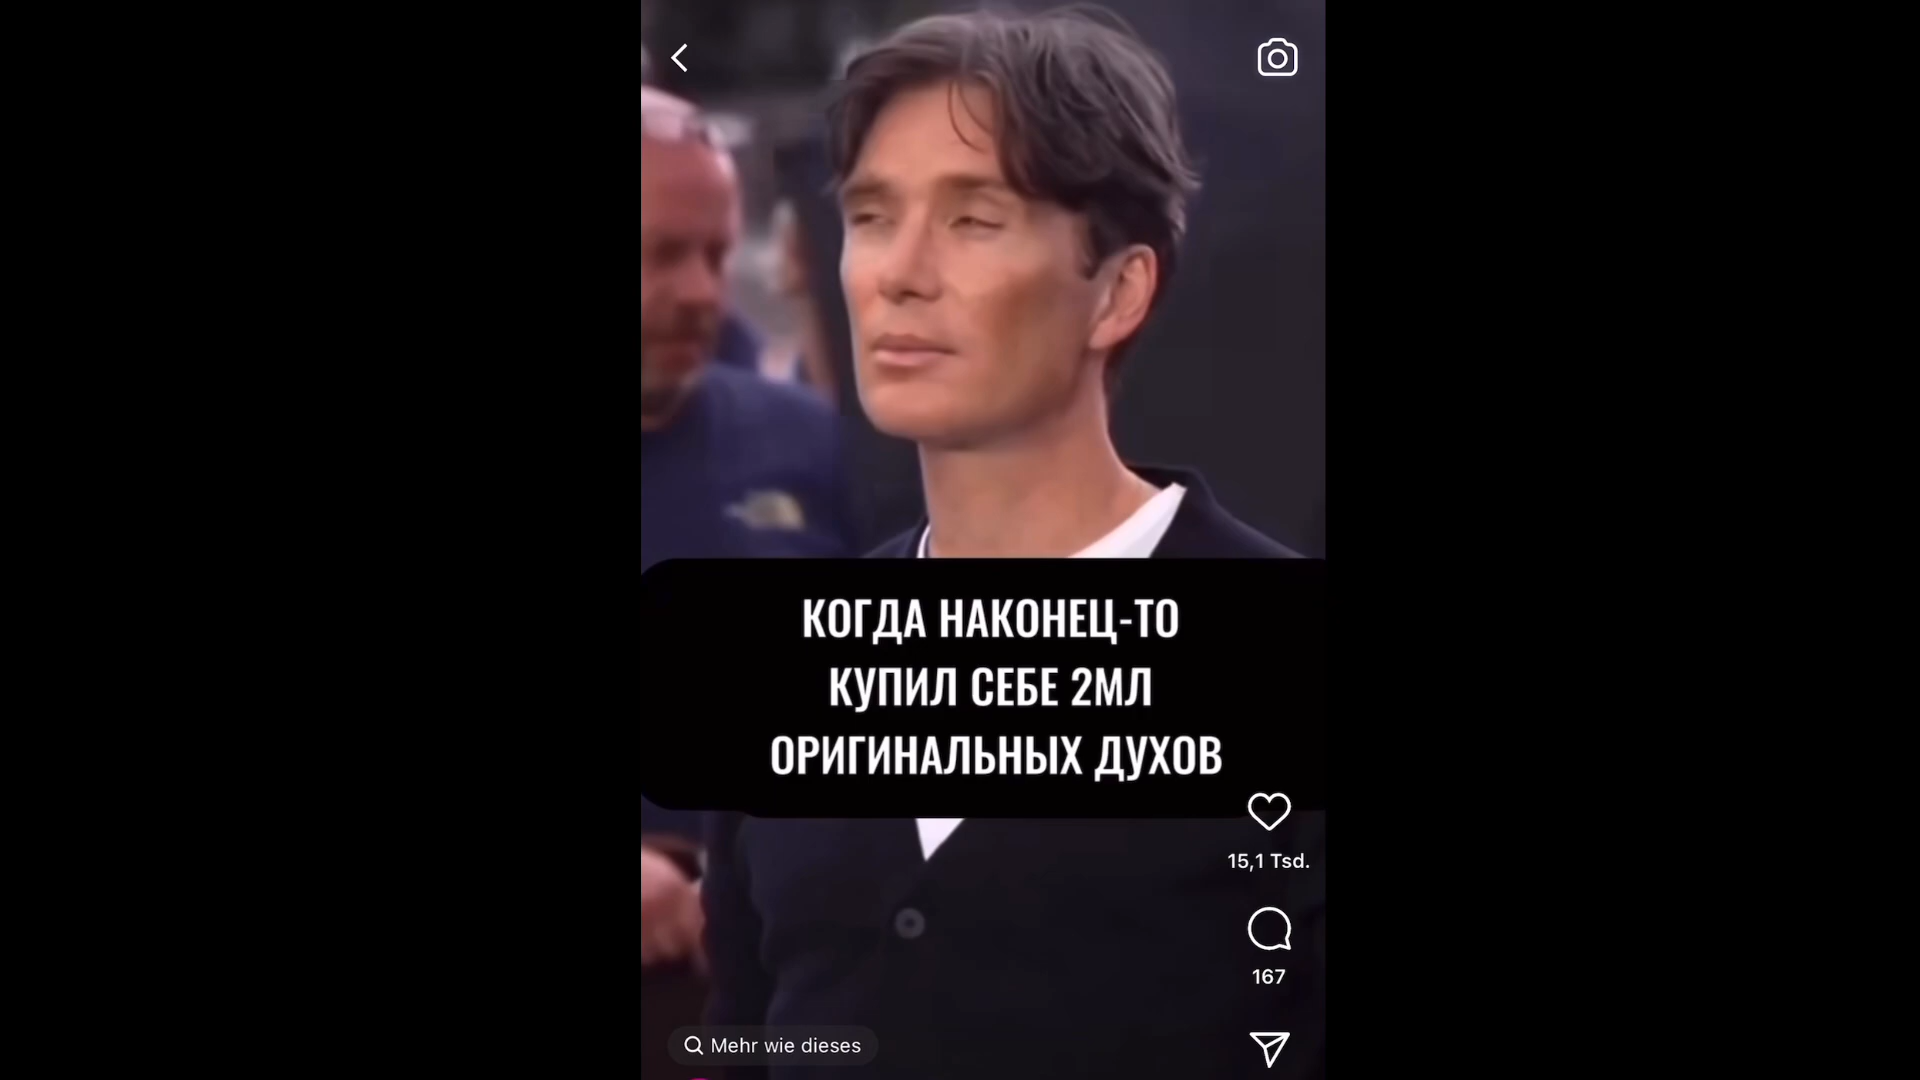 КОГДА НАКОНЕЦ-ТО
КУПИЛ СЕБЕ 2МЛ
ОРИГИНАЛЬНЫХ ДУХОВ
15,1 Tsd.
167
Mehr wie dieses